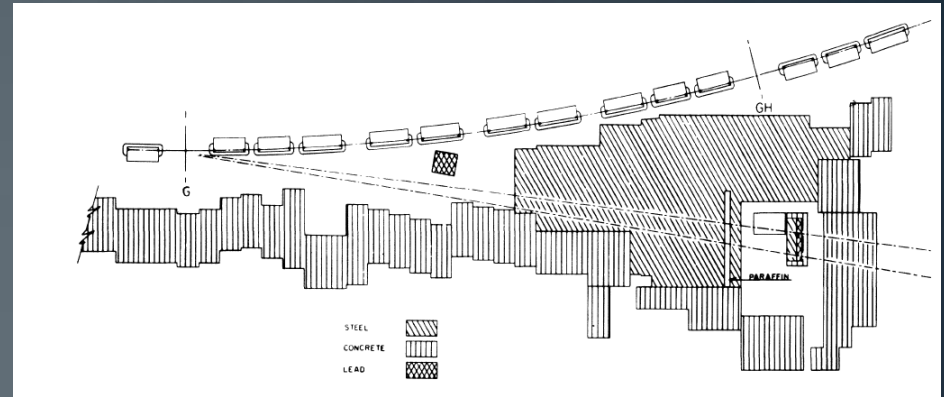 GH
G
PARAFFIN
STEEL
CONCRETE
LEAD